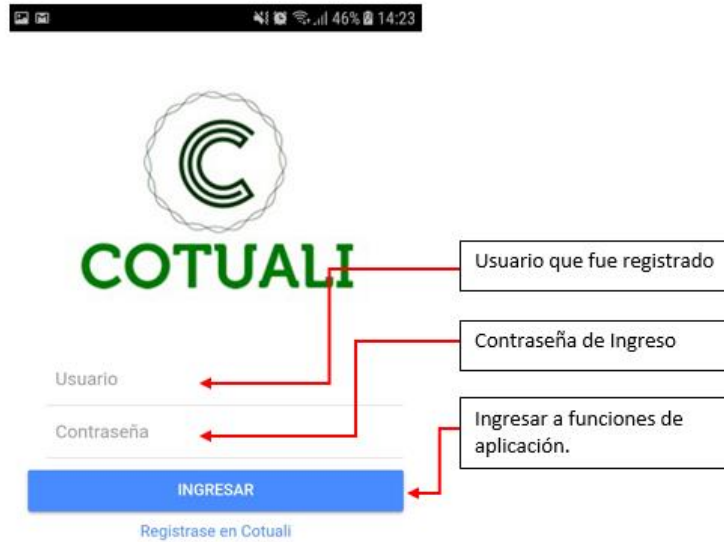 46% 14:23
C
COTUALI
Usuario que fue registrado
Contraseña de Ingreso
Usuario
Contraseña
Ingresar a funciones de
aplicación.
INGRESAR
Registrase en Cotuali